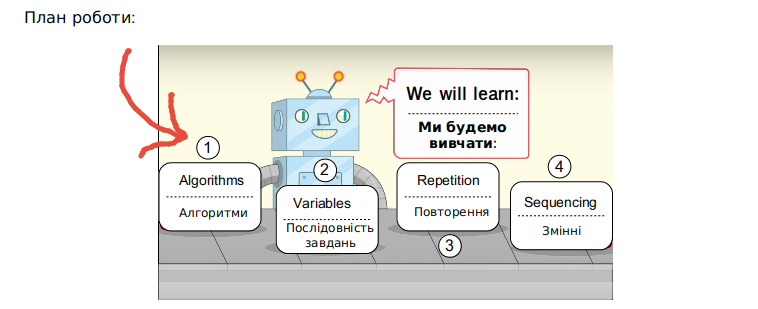 План роботи:
We will learn:
Ми будемо
вивчати:
1
Algorithms
Алгоритми
2
Variables
Послідовність
завдань
Repetition
Повторення
3
4
Sequencing
Змінні